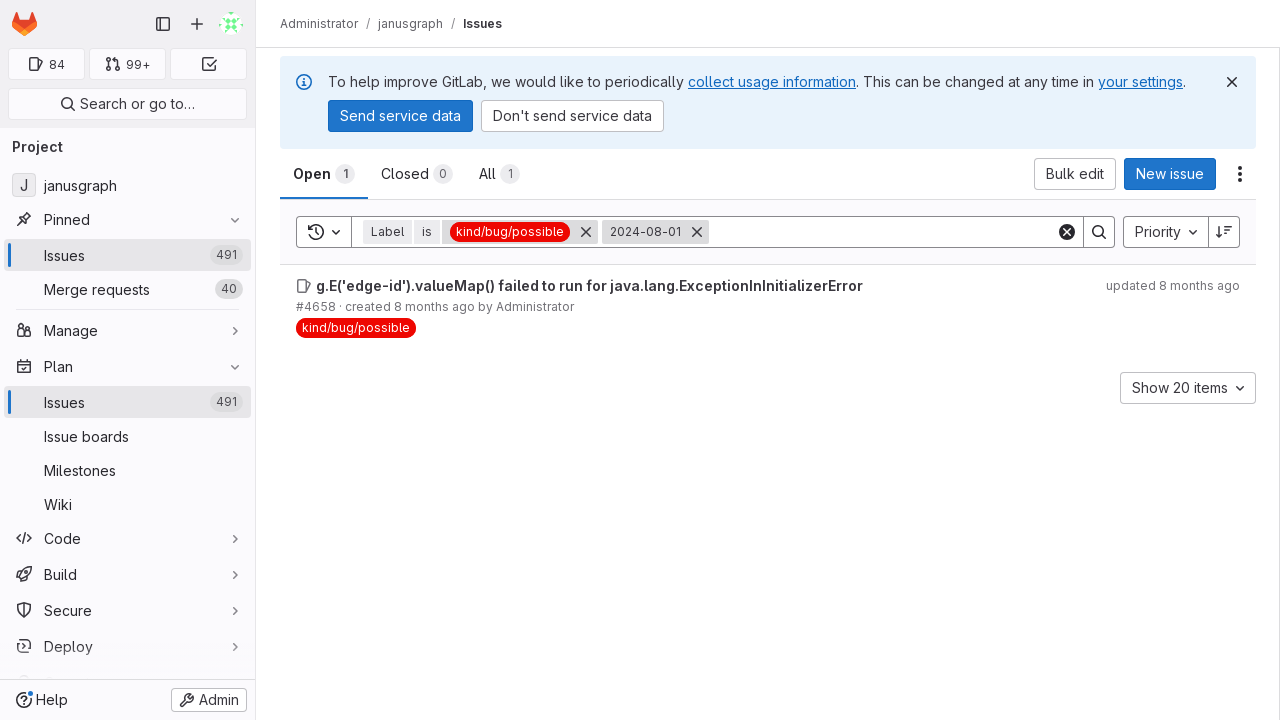 Administrator / janusgraph / Issues
84
99+
Search or go to…
To help improve GitLab, we would like to periodically collect usage information. This can be changed at any time in your settings.
Send service data
Don't send service data
Project
J janusgraph
Pinned
Issues 491
Merge requests 40
Manage
Plan
Issues 491
Issue boards
Milestones
Wiki
Code
Build
Secure
Deploy
Help
Admin
Open 1
Closed 0
All 1
Bulk edit
New issue
Label is kind/bug/possible
2024-08-01
Priority
g.E('edge-id').valueMap() failed to run for java.lang.ExceptionInInitializerError
updated 8 months ago
#4658 · created 8 months ago by Administrator
kind/bug/possible
Show 20 items